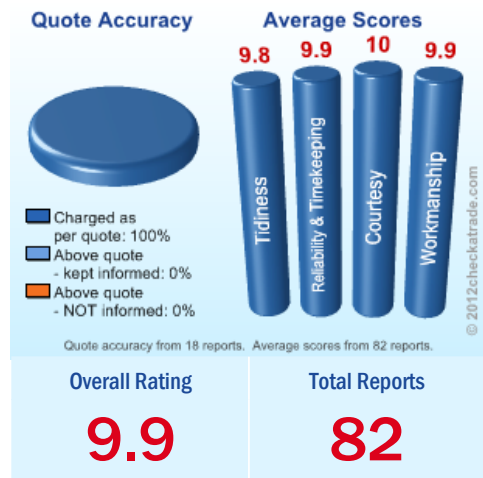 Quote Accuracy
Charged as
per quote: 100%
Above quote
- kept informed: 0%
Above quote
- NOT informed: 0%
Average Scores
9.8
9.9
10
9.9
Tidiness
Reliability & Timekeeping
Courtesy
Workmanship
© 2012checkatrade.com
Quote accuracy from 18 reports. Average scores from 82 reports.
Overall Rating
9.9
Total Reports
82